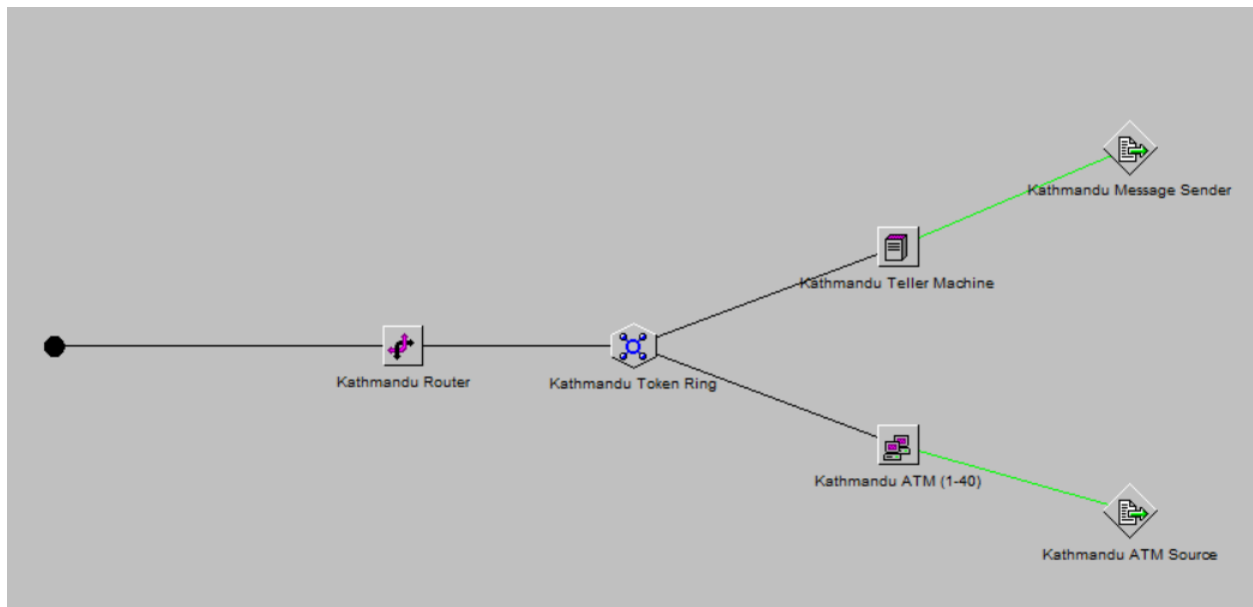 Kathmandu Message Sender
Kathmandu Teller Machine
Kathmandu Router
Kathmandu Token Ring
Kathmandu ATM (1-40)
Kathmandu ATM Source